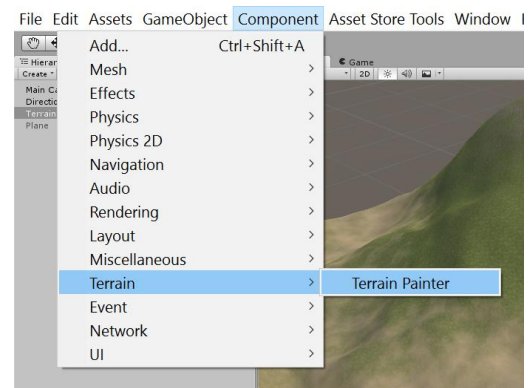 File Edit Assets GameObject Component Asset Store Tools Window
Hierar
Game
Create
2D
Add... Ctrl+Shift+A
Mesh
Effects
Physics
Physics 2D
Navigation
Audio
Rendering
Layout
Miscellaneous
Terrain
Terrain Painter
Event
Network
UI
Main Ca
Directio
Terrain
Plane